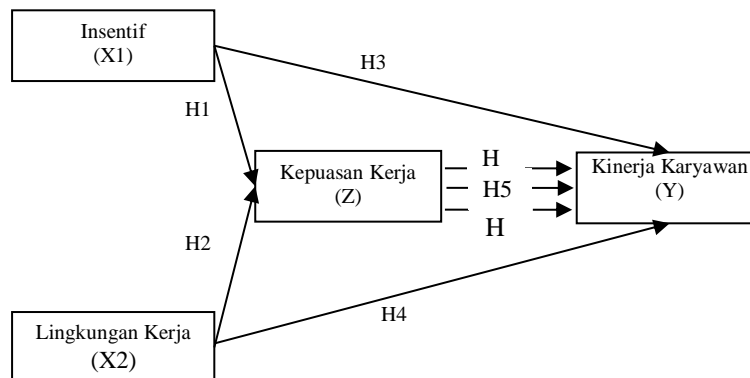 Insentif
(X1)
H3
H1
H
Kepuasan Kerja
(Z)
H5
Kinerja Karyawan
(Y)
H
H2
H4
Lingkungan Kerja
(X2)